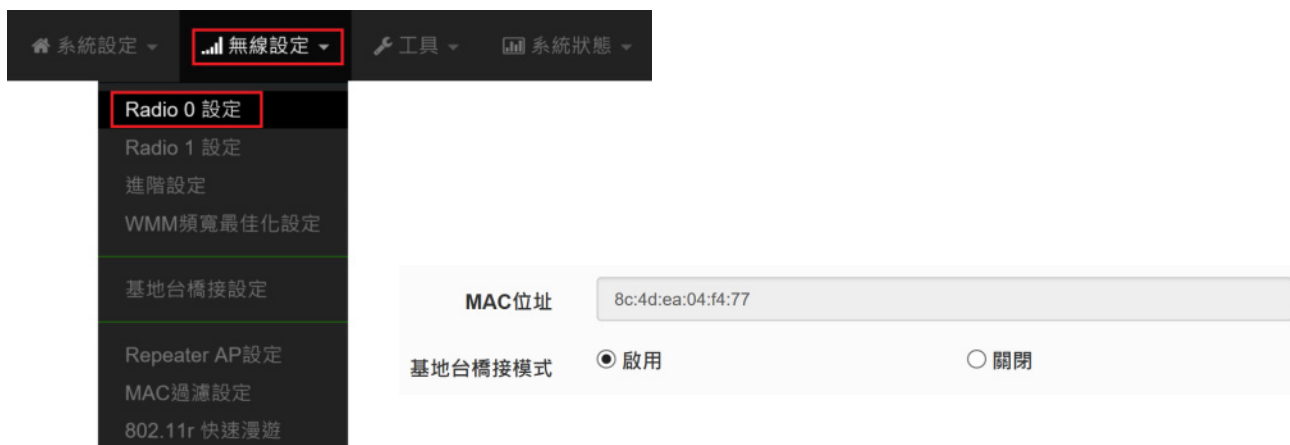 系統設定 無線設定 工具 系統狀態
Radio 0 設定
Radio 1 設定
進階設定
WMM頻寬最佳化設定
基地台橋接設定
Repeater AP設定
MAC過濾設定
802.11r 快速漫遊
MAC位址 8c:4d:ea:04:f4:77
基地台橋接模式 啟用 關閉